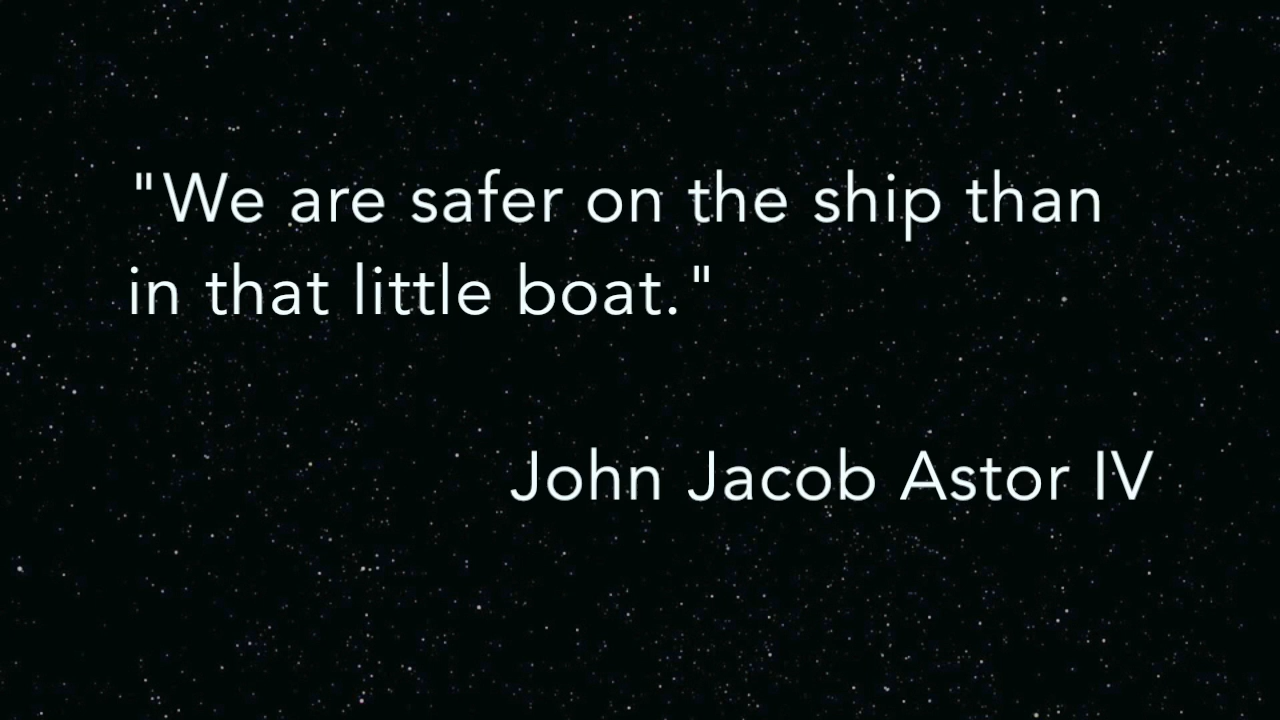 "We are safer on the ship than
in that little boat."
John Jacob Astor IV